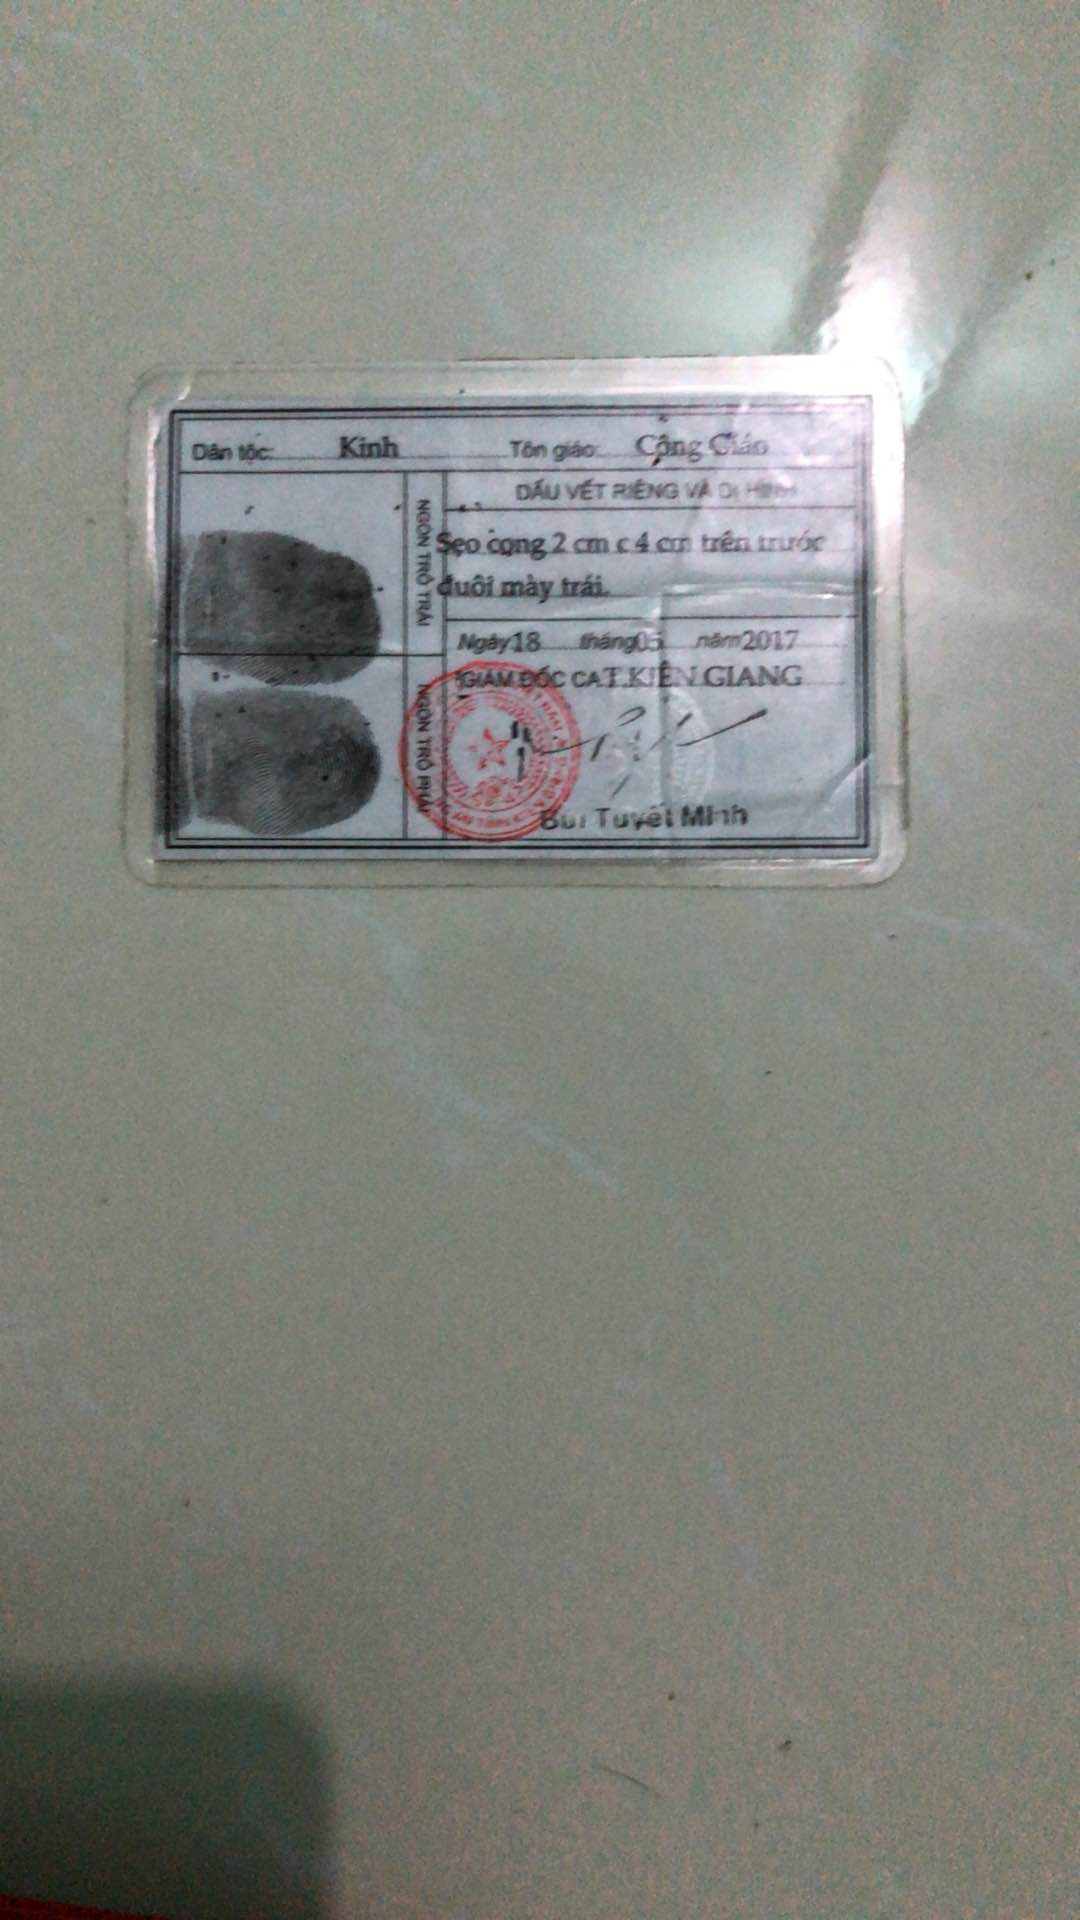 Dân tộc: Kinh Tôn giáo: Công Giáo
DẤU VẾT RIÊNG VÀ DỊ HÌNH
NGÓN TRỎ TRÁI
Sẹo cong 2 cm c 4 cm trên trước
đuôi mày trái.
Ngày 18 tháng 05 năm 2017
GIÁM ĐỐC CAT.KIÊN GIANG
NGÓN TRỎ PHẢI
Bùi Tuyết Minh